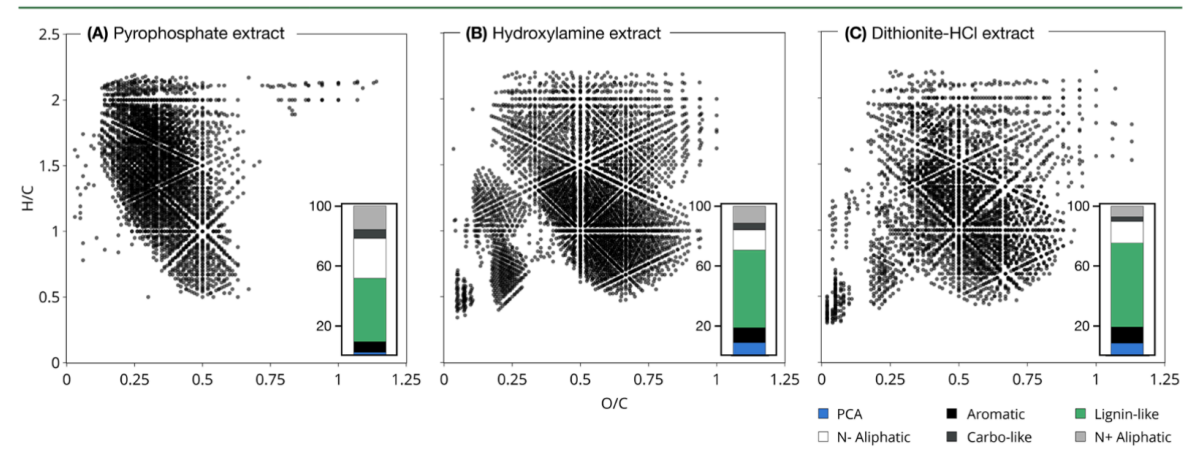 (A) Pyrophosphate extract
(B) Hydroxylamine extract
(C) Dithionite-HCl extract
2.5
2
1.5
1
0.5
0
H/C
100
60
20
100
60
20
100
60
20
0 0.25 0.5 0.75 1 1.25
0 0.25 0.5 0.75 1 1.25
0 0.25 0.5 0.75 1 1.25
O/C
PCA Aromatic Lignin-like
N- Aliphatic Carbo-like N+ Aliphatic